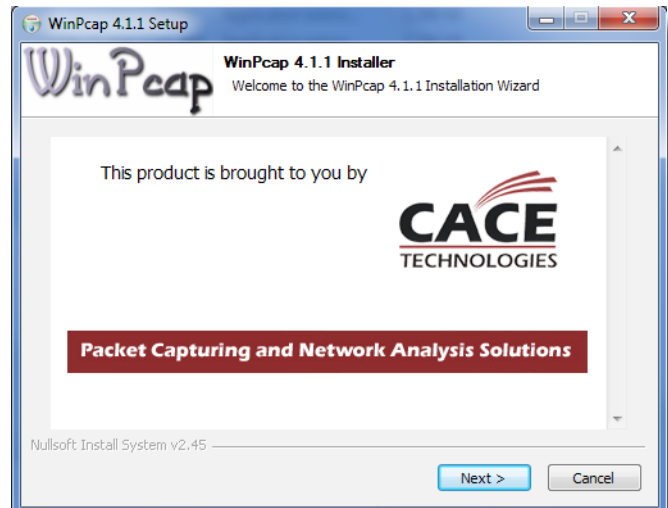 WinPcap 4.1.1 Setup
WinPcap
WinPcap 4.1.1 Installer
Welcome to the WinPcap 4.1.1 Installation Wizard
This product is brought to you by
CACE
TECHNOLOGIES
Packet Capturing and Network Analysis Solutions
Nullsoft Install System v2.45
Next >
Cancel